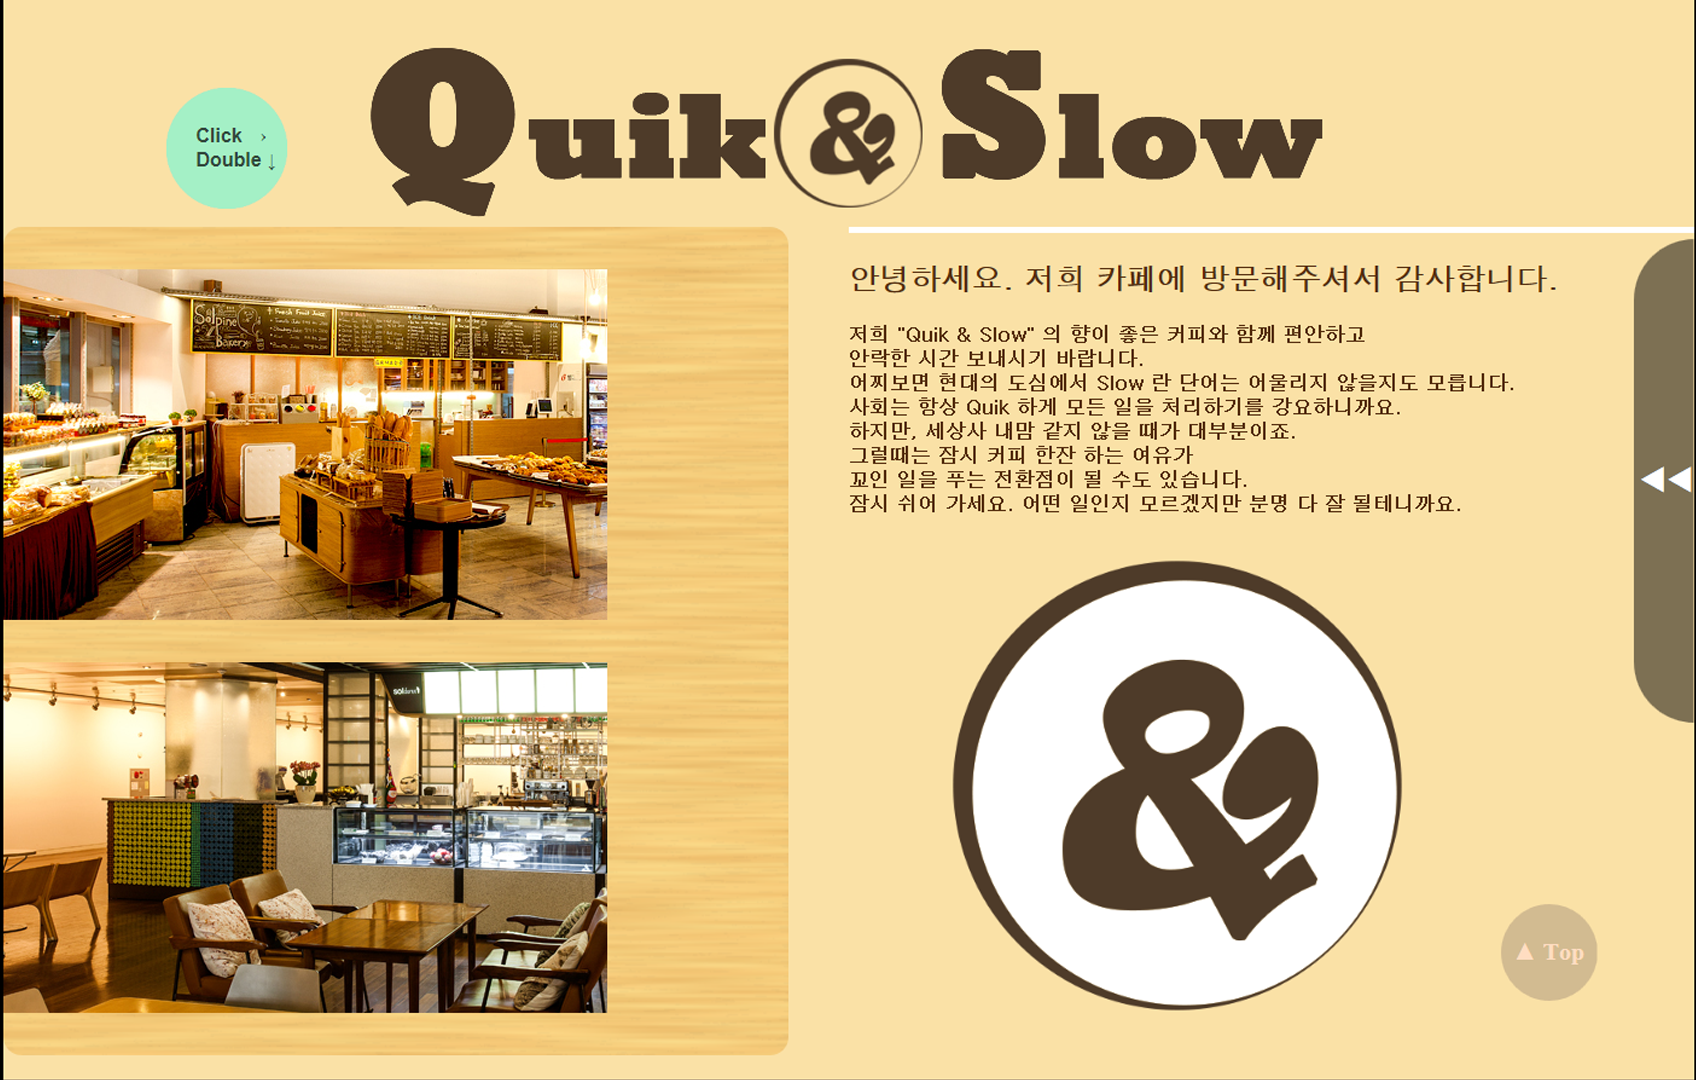 Quik & Slow
Click ›
Double ↓
안녕하세요. 저희 카페에 방문해주셔서 감사합니다.
저희 "Quik & Slow" 의 향이 좋은 커피와 함께 편안하고
안락한 시간 보내시기 바랍니다.
어찌보면 현대의 도심에서 Slow 란 단어는 어울리지 않을지도 모릅니다.
사회는 항상 Quik 하게 모든 일을 처리하기를 강요하니까요.
하지만, 세상사 내맘 같지 않을 때가 대부분이죠.
그럴때는 잠시 커피 한잔 하는 여유가
꼬인 일을 푸는 전환점이 될 수도 있습니다.
잠시 쉬어 가세요. 어떤 일인지 모르겠지만 분명 다 잘 될테니까요.
&
▲ Top
Bakery